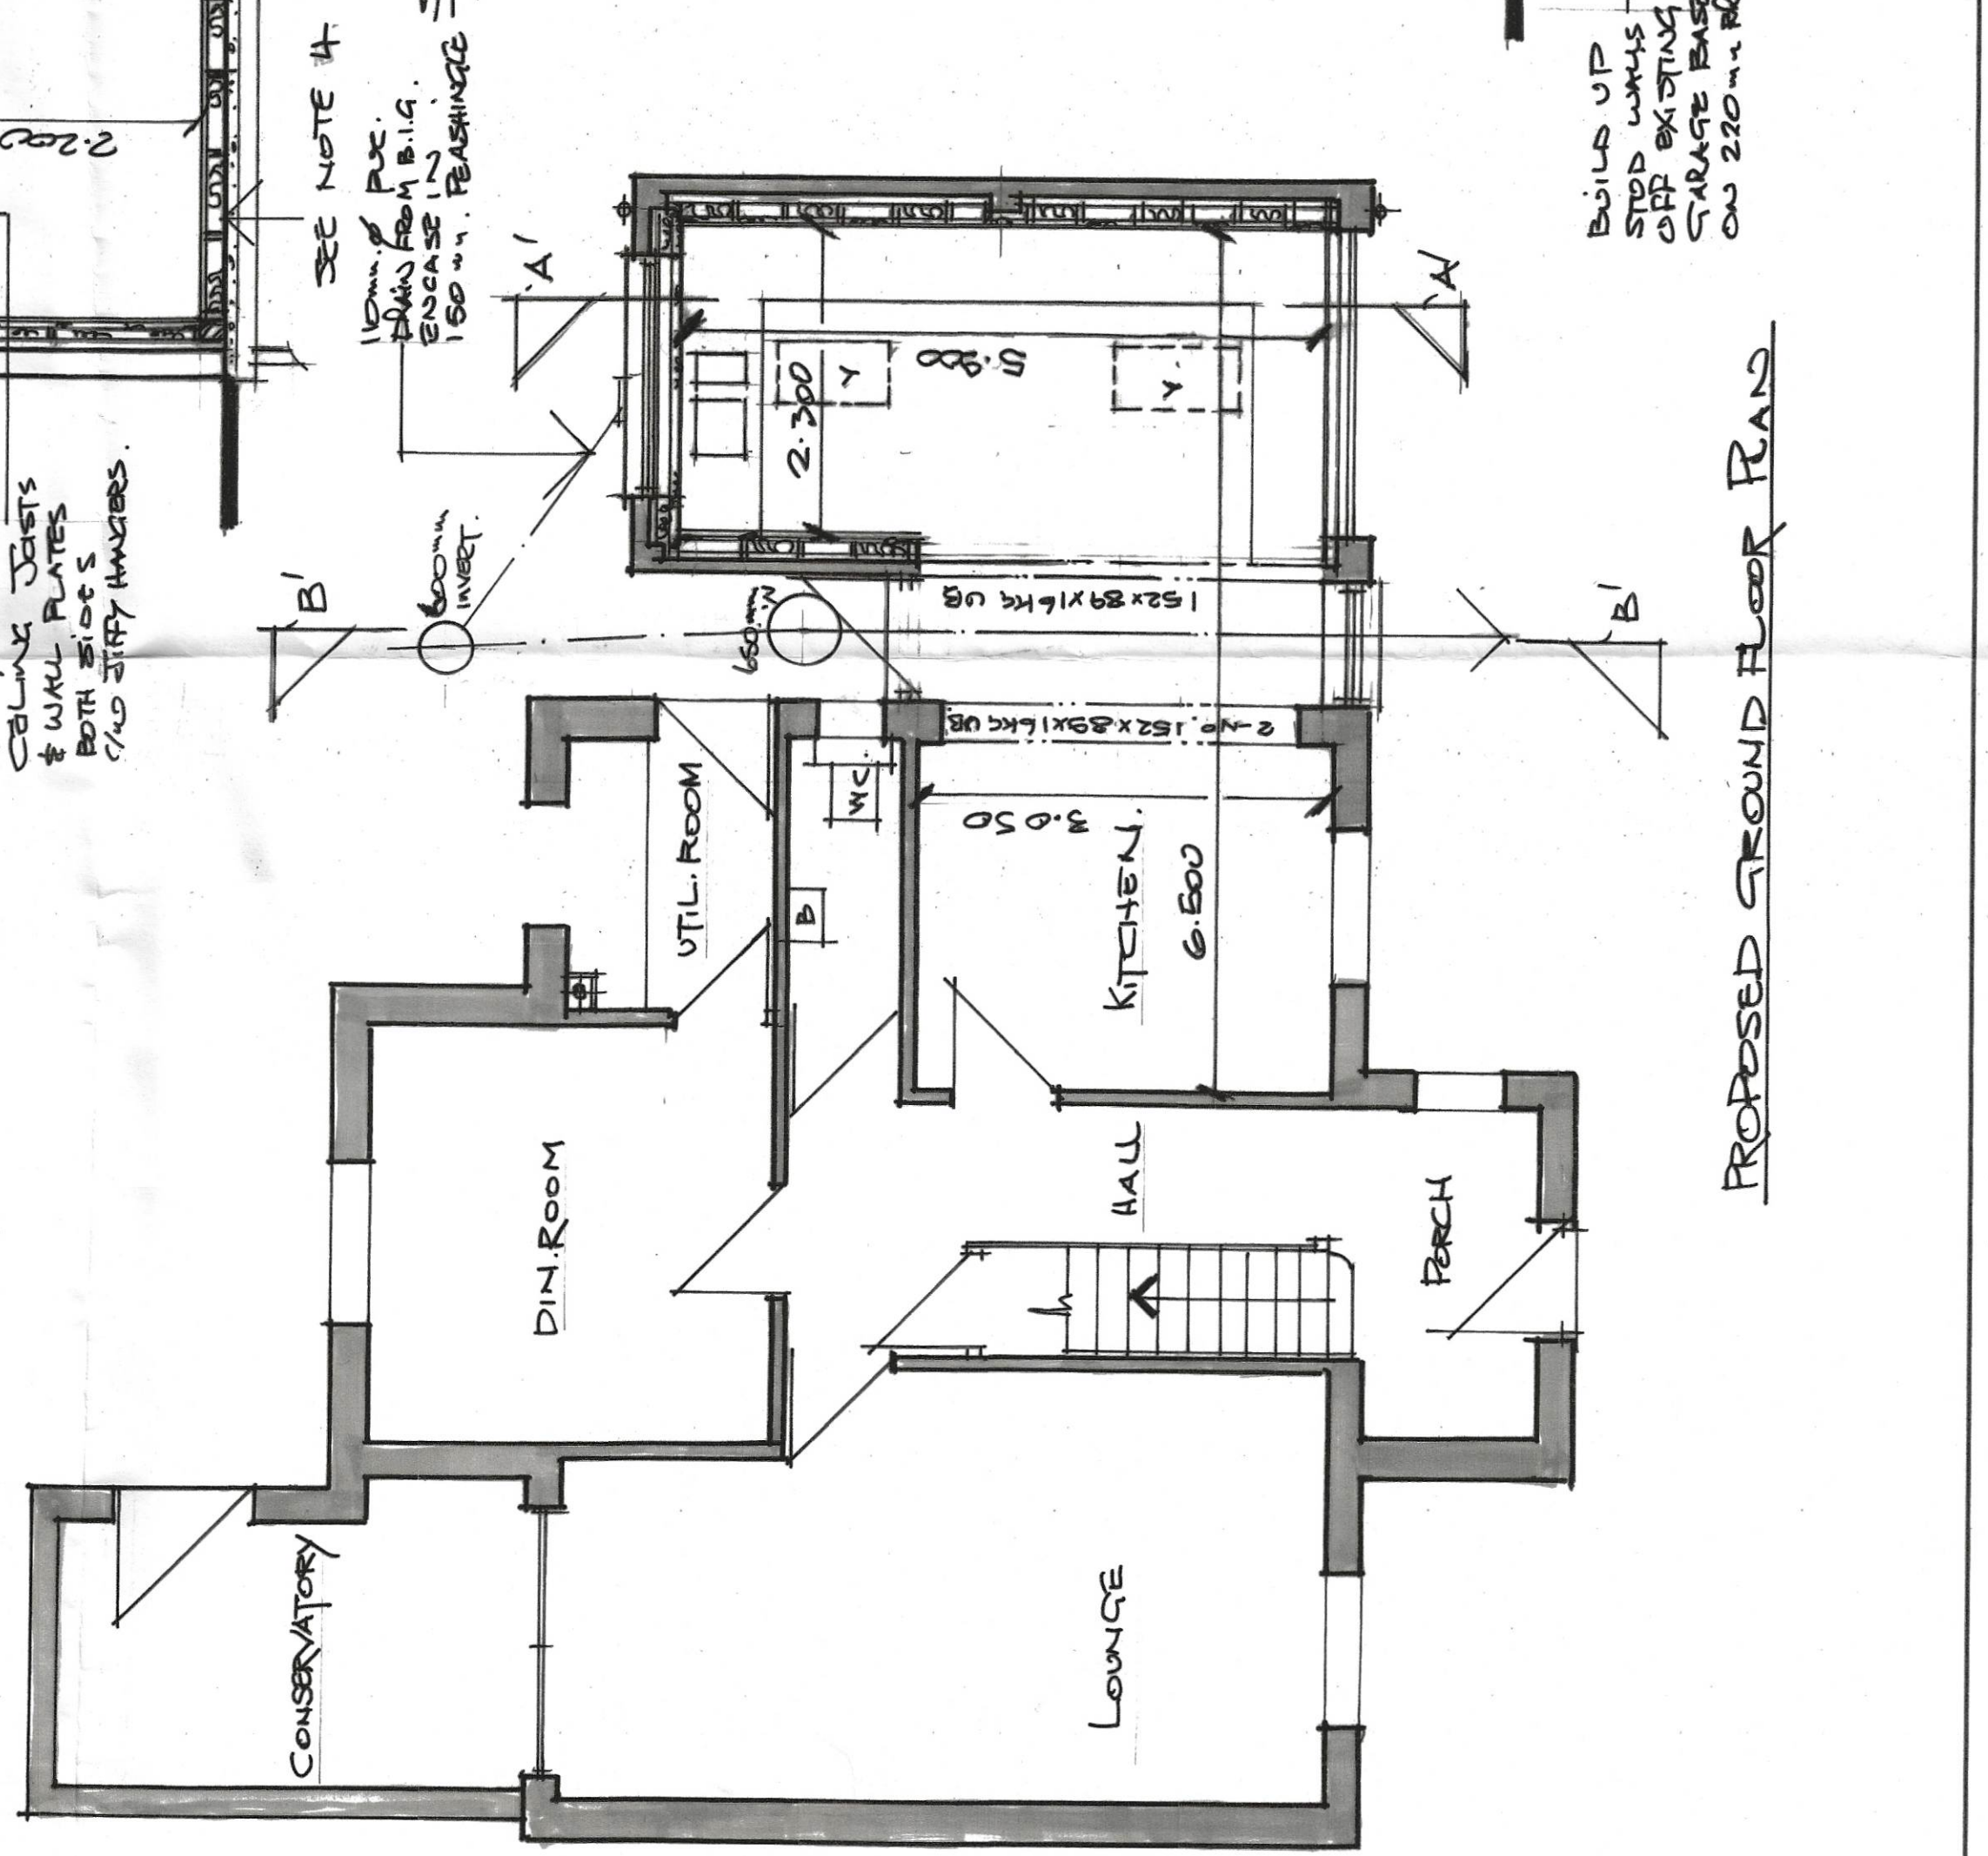 2.200
SEE NOTE 4
110mm.ø PVC.
DRAIN FROM B.I.G.
ENCASE IN
150mm. PEASHINGLE
CEILING JOISTS
& WALL PLATES
BOTH SIDES
C/W JIFFY HANGERS.
BUILD UP
STUD WALLS
OFF EXISTING
GARAGE BASE
ON 220mm
'A'
'A'
5.900
2.300
Y
Y
'B'
'B'
600mm
INVERT.
650mm
152x89x16KG UB
2-NO. 152x89x16KG UB.
UTIL. ROOM
WC.
B
3.050
KITCHEN.
6.500
DIN. ROOM
HALL
PORCH
CONSERVATORY
LOUNGE
PROPOSED GROUND FLOOR PLAN